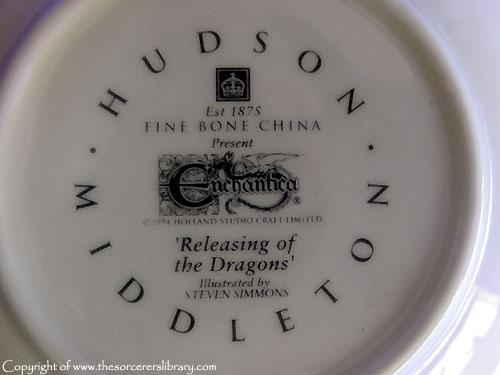 HUDSON
Est 1875
FINE BONE CHINA
Present
Enchantica ®
© 1994 HOLLAND STUDIO CRAFT LIMITED
'Releasing of
the Dragons'
Illustrated by
STEVEN SIMMONS
· MIDDLETON ·
Copyright of www.thesorcererslibrary.com